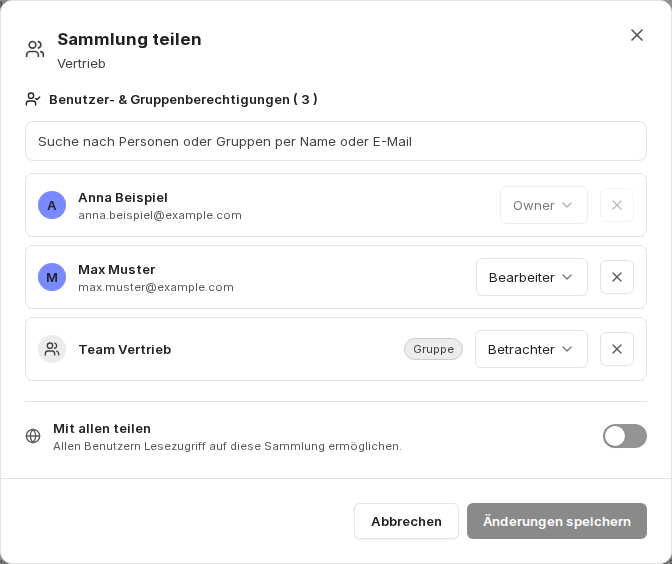 Sammlung teilen
Vertrieb
Benutzer- & Gruppenberechtigungen ( 3 )
Suche nach Personen oder Gruppen per Name oder E-Mail
A
Anna Beispiel
anna.beispiel@example.com
Owner
M
Max Muster
max.muster@example.com
Bearbeiter
Team Vertrieb
Gruppe
Betrachter
Mit allen teilen
Allen Benutzern Lesezugriff auf diese Sammlung ermöglichen.
Abbrechen
Änderungen speichern